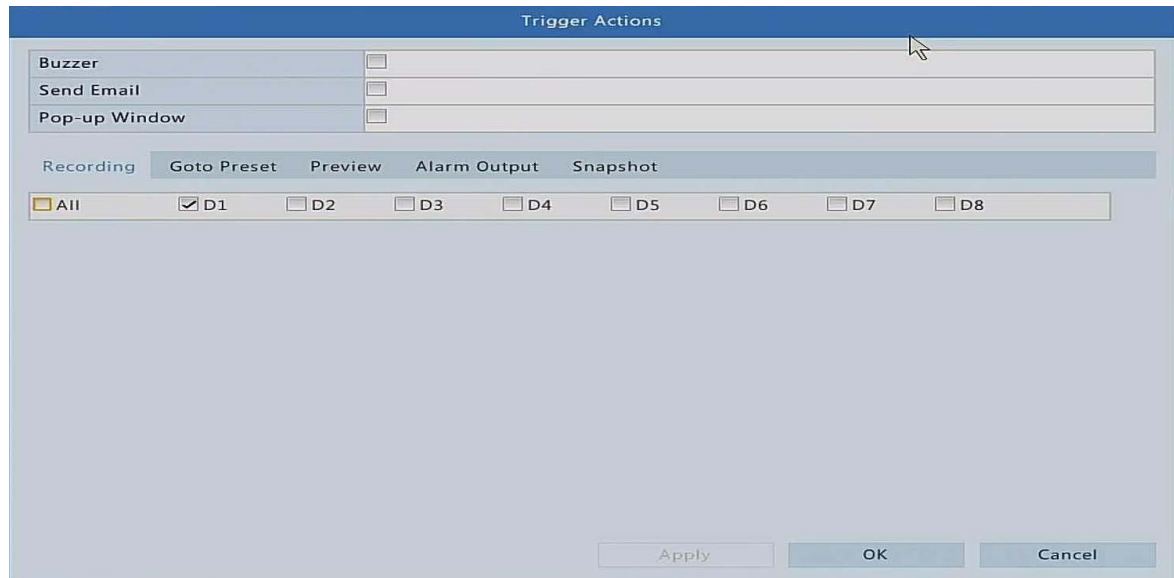 Trigger Actions
Buzzer
Send Email
Pop-up Window
Recording Goto Preset Preview Alarm Output Snapshot
All D1 D2 D3 D4 D5 D6 D7 D8
Apply OK Cancel